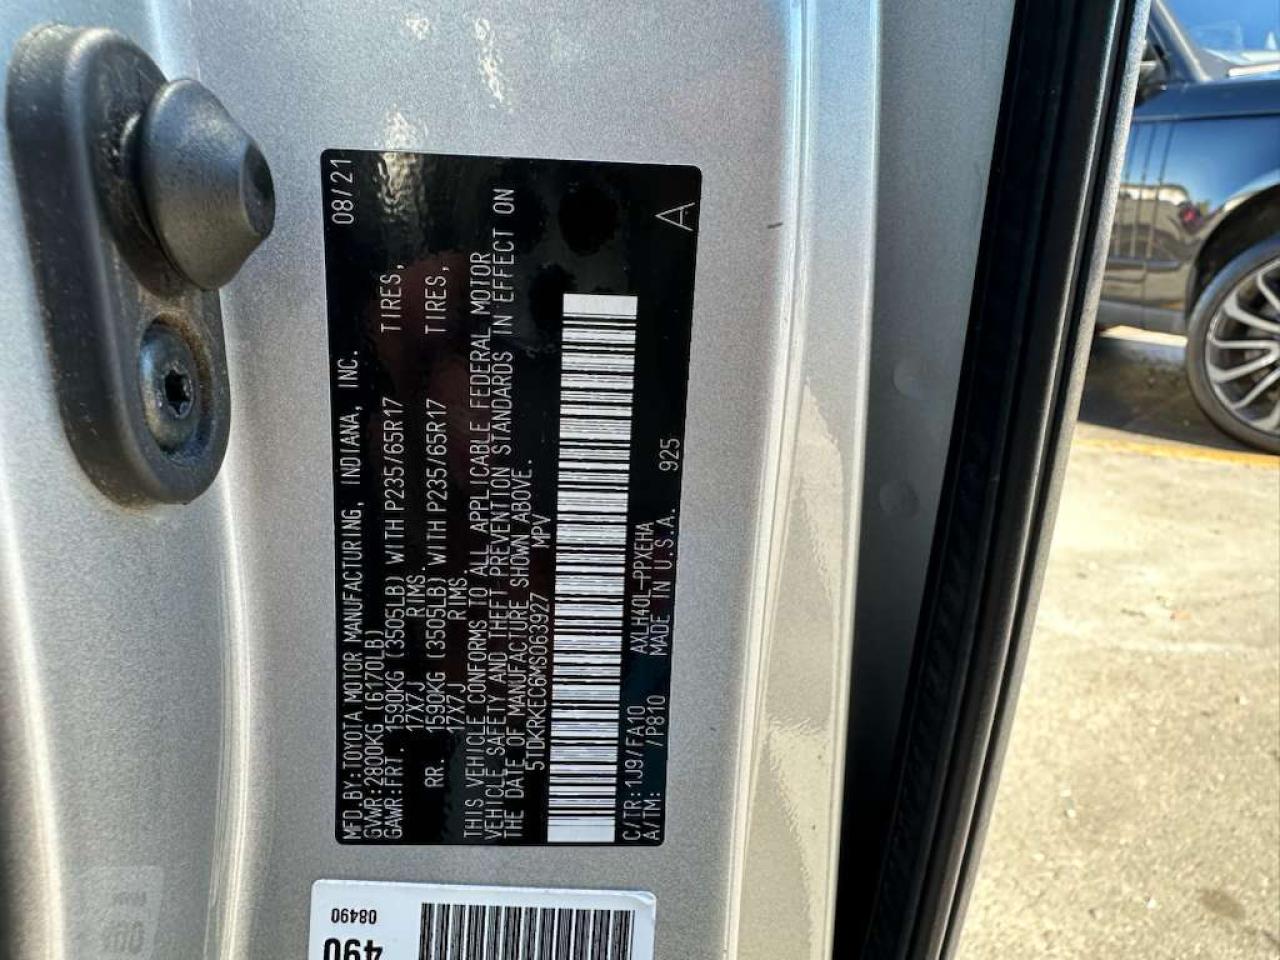 MFD.BY:TOYOTA MOTOR MANUFACTURING, INDIANA, INC. 08/21
GVWR:2800KG (6170LB)
GAWR:FRT. 1590KG (3505LB) WITH P235/65R17 TIRES,
17X7J RIMS.
RR. 1590KG (3505LB) WITH P235/65R17 TIRES,
17X7J RIMS
THIS VEHICLE CONFORMS TO ALL APPLICABLE FEDERAL MOTOR
VEHICLE SAFETY AND THEFT PREVENTION STANDARDS IN EFFECT ON
THE DATE OF MANUFACTURE SHOWN ABOVE.
5TDKRKEC6MS063927 MPV
C/TR:1J9/FA10 AXLH40L-PPXEHA
A/TM: /P810 MADE IN U.S.A. 925 A
08490
490